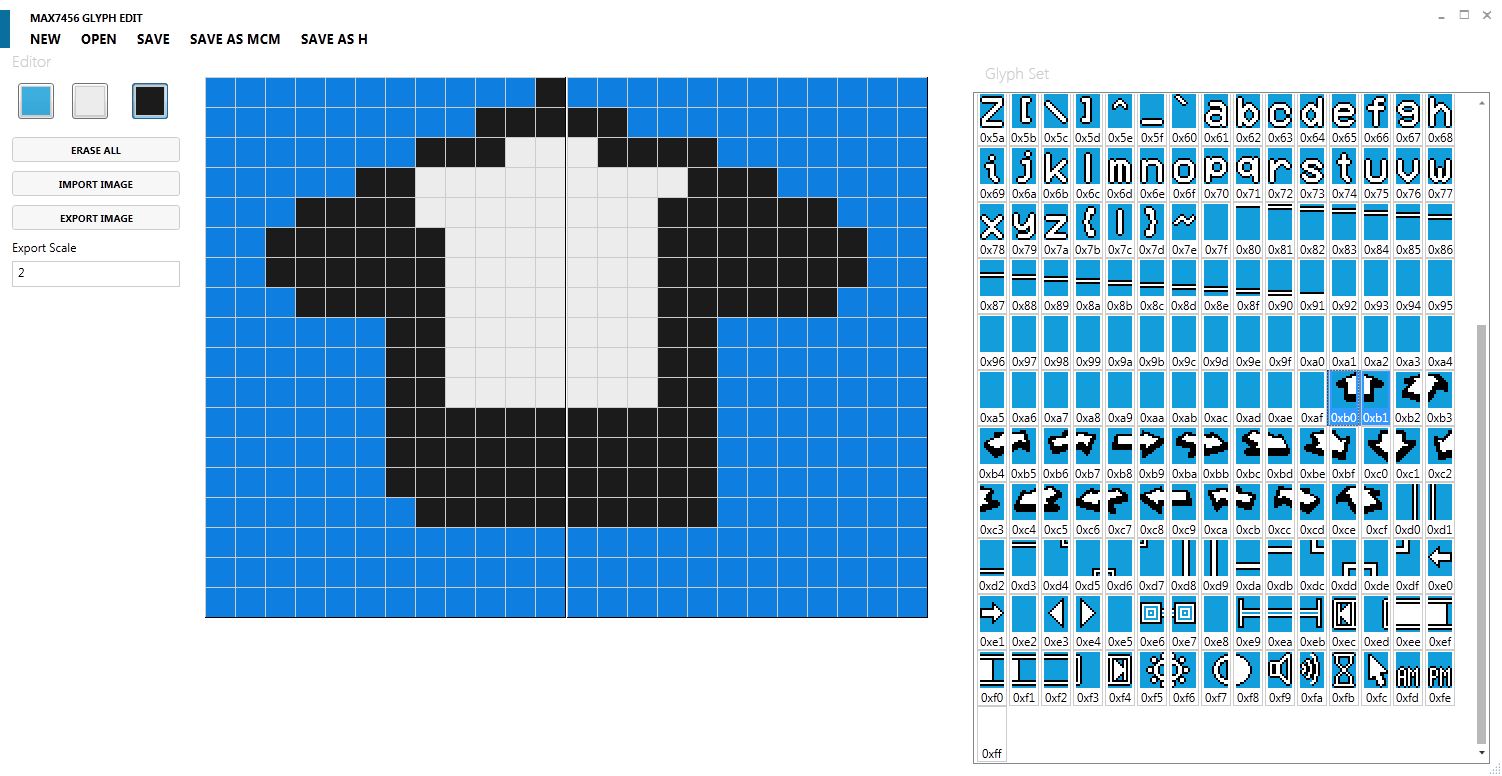 MAX7456 GLYPH EDIT
NEW OPEN SAVE SAVE AS MCM SAVE AS H
Editor
ERASE ALL
IMPORT IMAGE
EXPORT IMAGE
Export Scale
2
Glyph Set
Z [ \ ] ^ _ ` a b c d e f g h
0x5a 0x5b 0x5c 0x5d 0x5e 0x5f 0x60 0x61 0x62 0x63 0x64 0x65 0x66 0x67 0x68
i j k l m n o p q r s t u v w
0x69 0x6a 0x6b 0x6c 0x6d 0x6e 0x6f 0x70 0x71 0x72 0x73 0x74 0x75 0x76 0x77
x y z { | } ~
0x78 0x79 0x7a 0x7b 0x7c 0x7d 0x7e 0x7f 0x80 0x81 0x82 0x83 0x84 0x85 0x86
0x87 0x88 0x89 0x8a 0x8b 0x8c 0x8d 0x8e 0x8f 0x90 0x91 0x92 0x93 0x94 0x95
0x96 0x97 0x98 0x99 0x9a 0x9b 0x9c 0x9d 0x9e 0x9f 0xa0 0xa1 0xa2 0xa3 0xa4
0xa5 0xa6 0xa7 0xa8 0xa9 0xaa 0xab 0xac 0xad 0xae 0xaf 0xb0 0xb1 0xb2 0xb3
0xb4 0xb5 0xb6 0xb7 0xb8 0xb9 0xba 0xbb 0xbc 0xbd 0xbe 0xbf 0xc0 0xc1 0xc2
0xc3 0xc4 0xc5 0xc6 0xc7 0xc8 0xc9 0xca 0xcb 0xcc 0xcd 0xce 0xcf 0xd0 0xd1
0xd2 0xd3 0xd4 0xd5 0xd6 0xd7 0xd8 0xd9 0xda 0xdb 0xdc 0xdd 0xde 0xdf 0xe0
0xe1 0xe2 0xe3 0xe4 0xe5 0xe6 0xe7 0xe8 0xe9 0xea 0xeb 0xec 0xed 0xee 0xef
AM PM
0xf0 0xf1 0xf2 0xf3 0xf4 0xf5 0xf6 0xf7 0xf8 0xf9 0xfa 0xfb 0xfc 0xfd 0xfe
0xff